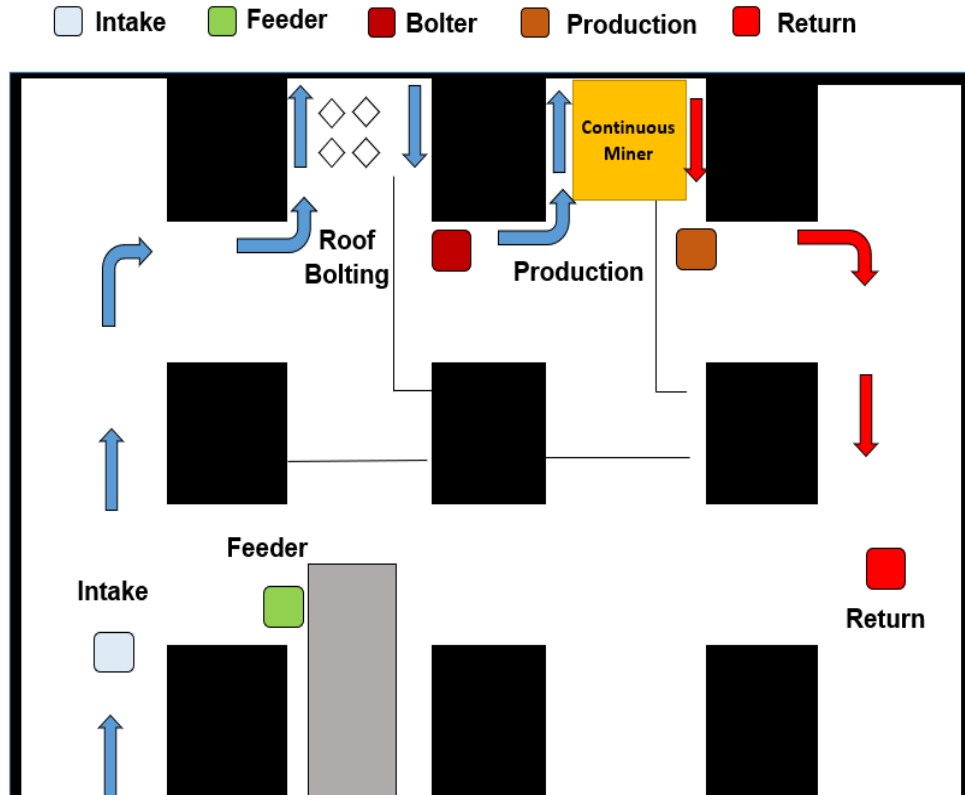 Intake
Feeder
Bolter
Production
Return
Continuous
Miner
Roof
Bolting
Production
Feeder
Intake
Return